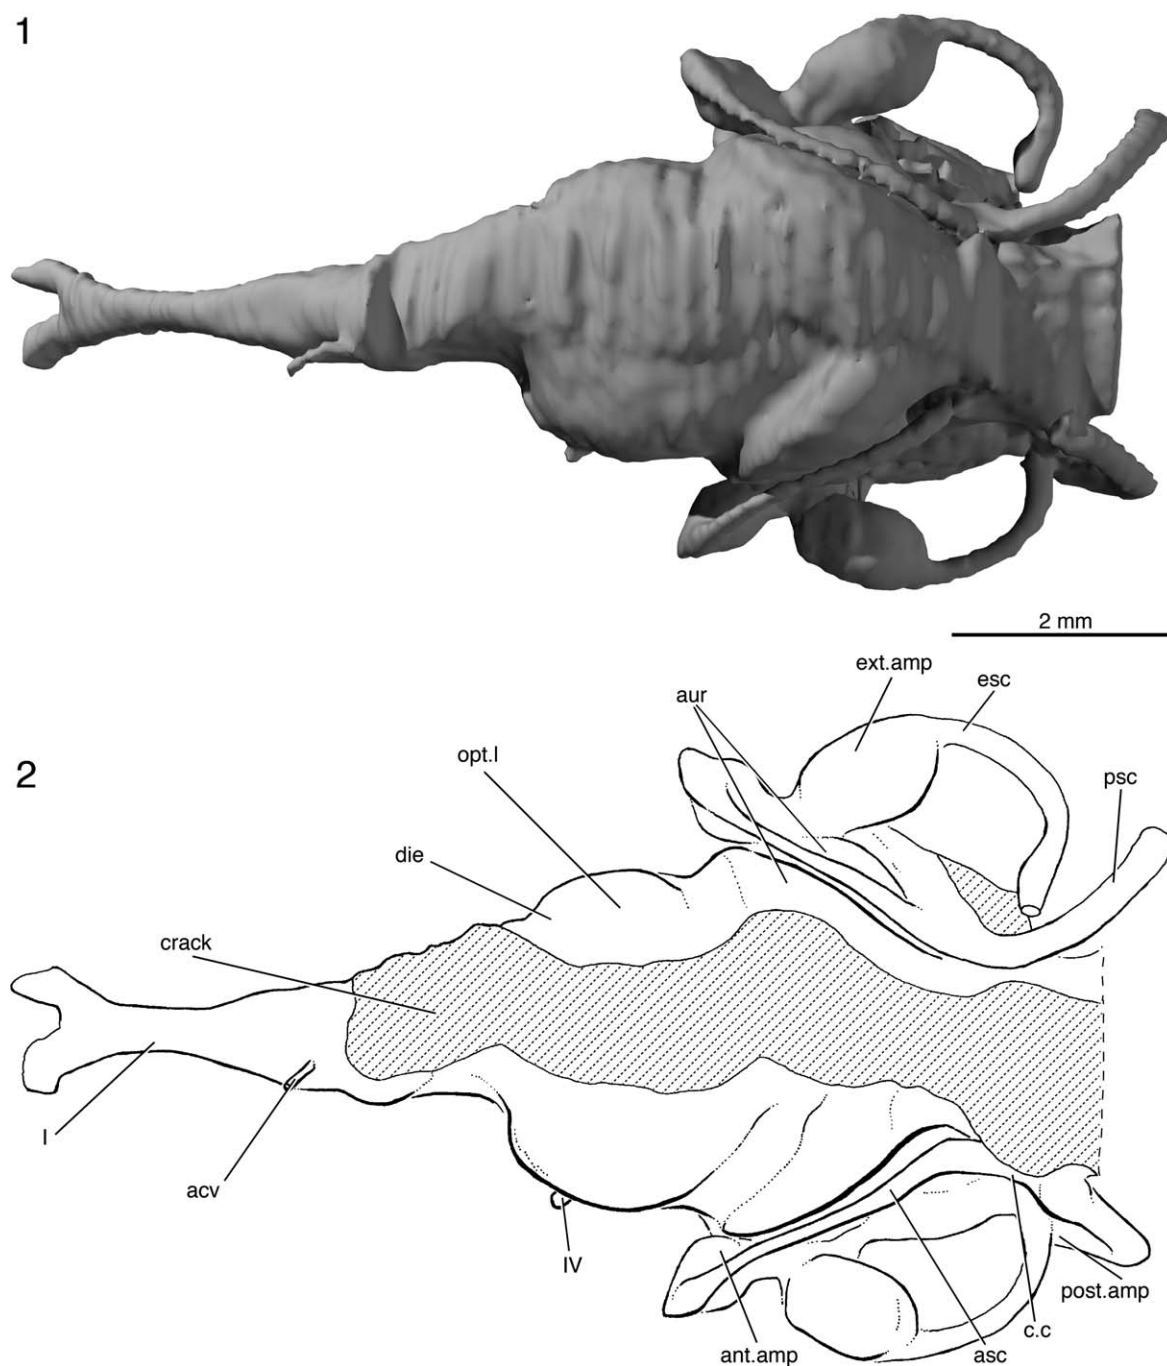 1
2 mm
ext.amp
esc
aur
opt.l
2
psc
die
crack
I
acv
IV
post.amp
c.c
ant.amp
asc